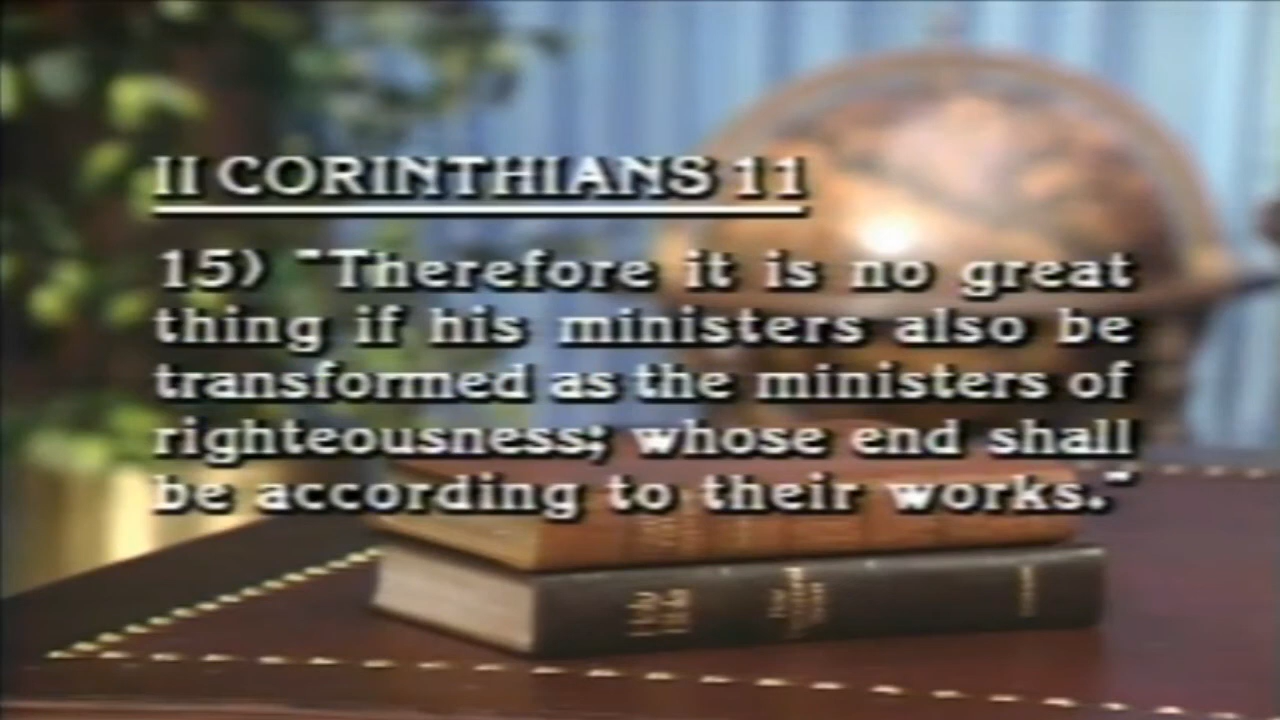 II CORINTHIANS 11
15) "Therefore it is no great
thing if his ministers also be
transformed as the ministers of
righteousness; whose end shall
be according to their works."